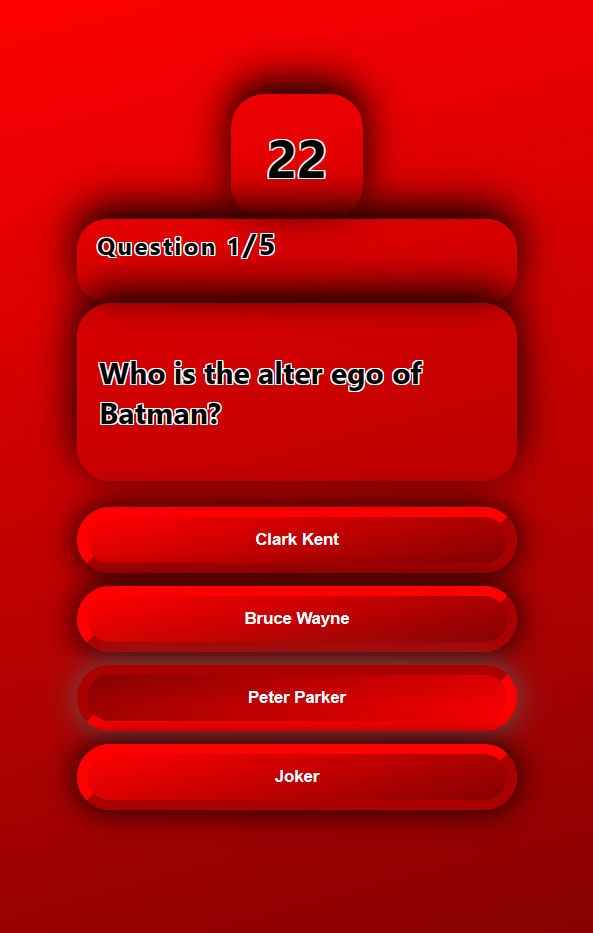 22
Question 1/5
Who is the alter ego of
Batman?
Clark Kent
Bruce Wayne
Peter Parker
Joker